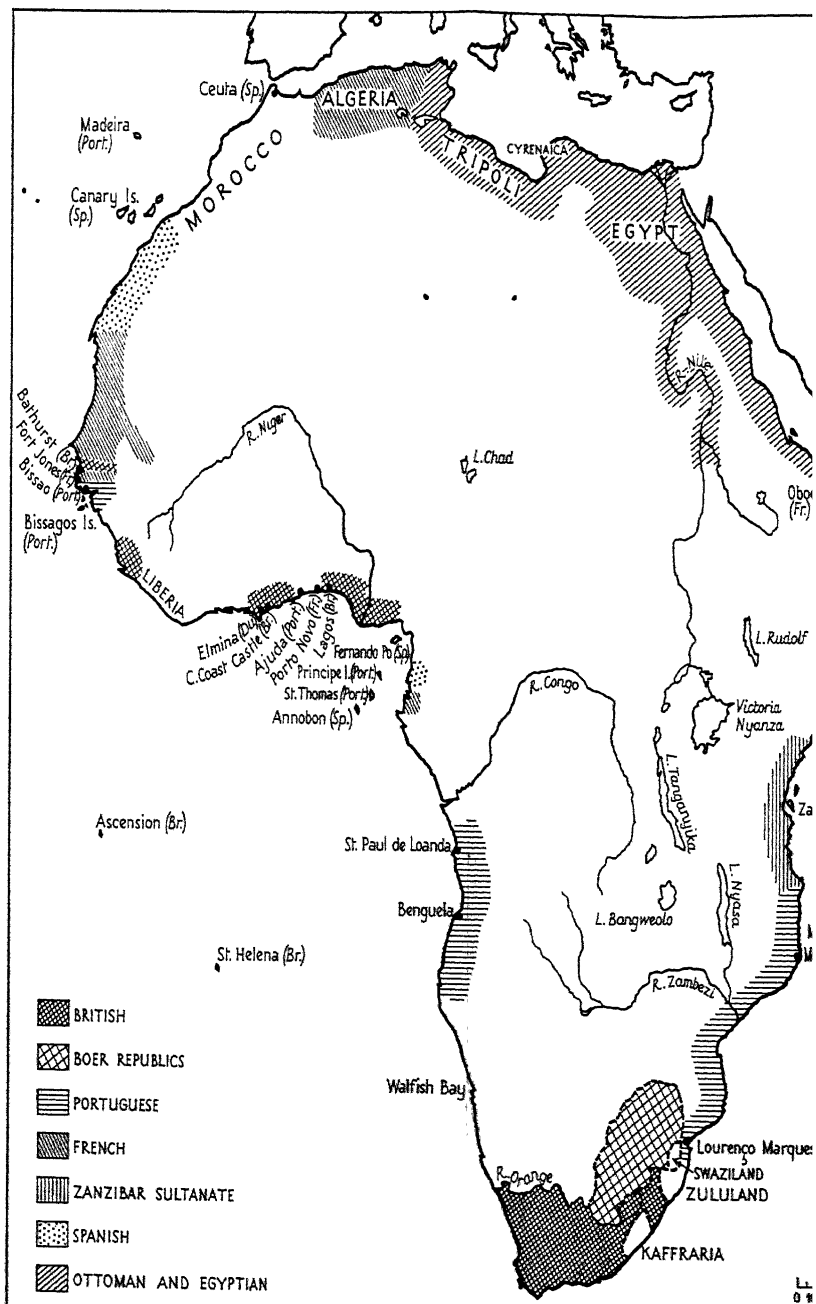 Ceuta (Sp.)
ALGERIA
Madeira
(Port.)
MOROCCO
TRIPOLI
CYRENAICA
Canary Is.
(Sp.)
EGYPT
R. Nile
Bathurst (Br.)
Fort Jones (Fr.)
Bissao (Port.)
Bissagos Is.
(Port.)
R. Niger
L. Chad
(Fr.)
LIBERIA
Elmina (Du.)
C. Coast Castle (Br.)
Ajuda (Port.)
Porto Novo (Fr.)
Lagos (Br.)
Fernando Po (Sp.)
Principe I. (Port.)
St. Thomas (Port.)
Annobon (Sp.)
L. Rudolf
R. Congo
Victoria
Nyanza
L. Tanganyika
Za
Ascension (Br.)
St. Paul de Loanda
Benguela
L. Bangweolo
L. Nyasa
M
St. Helena (Br.)
R. Zambezi
Walfish Bay
Lourenço Marques
SWAZILAND
ZULULAND
R. Orange
KAFFRARIA
BRITISH
BOER REPUBLICS
PORTUGUESE
FRENCH
ZANZIBAR SULTANATE
SPANISH
OTTOMAN AND EGYPTIAN
0